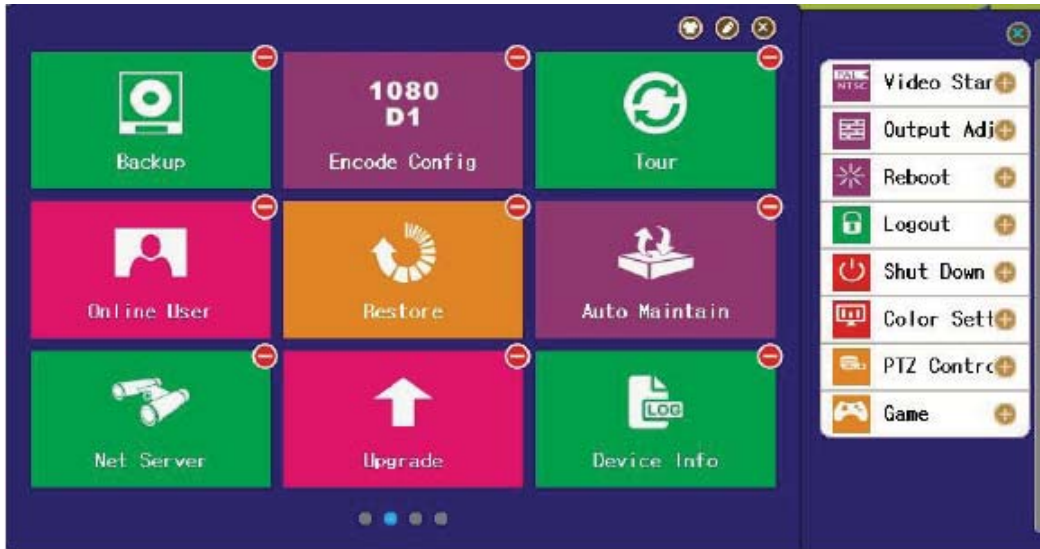 1080
D1
Backup
Encode Config
Tour
Online User
Restore
Auto Maintain
Net Server
Upgrade
LOG
Device Info
PAL
NTSC
Video Star
Output Adj
Reboot
Logout
Shut Down
Color Sett
PTZ Contrc
Game